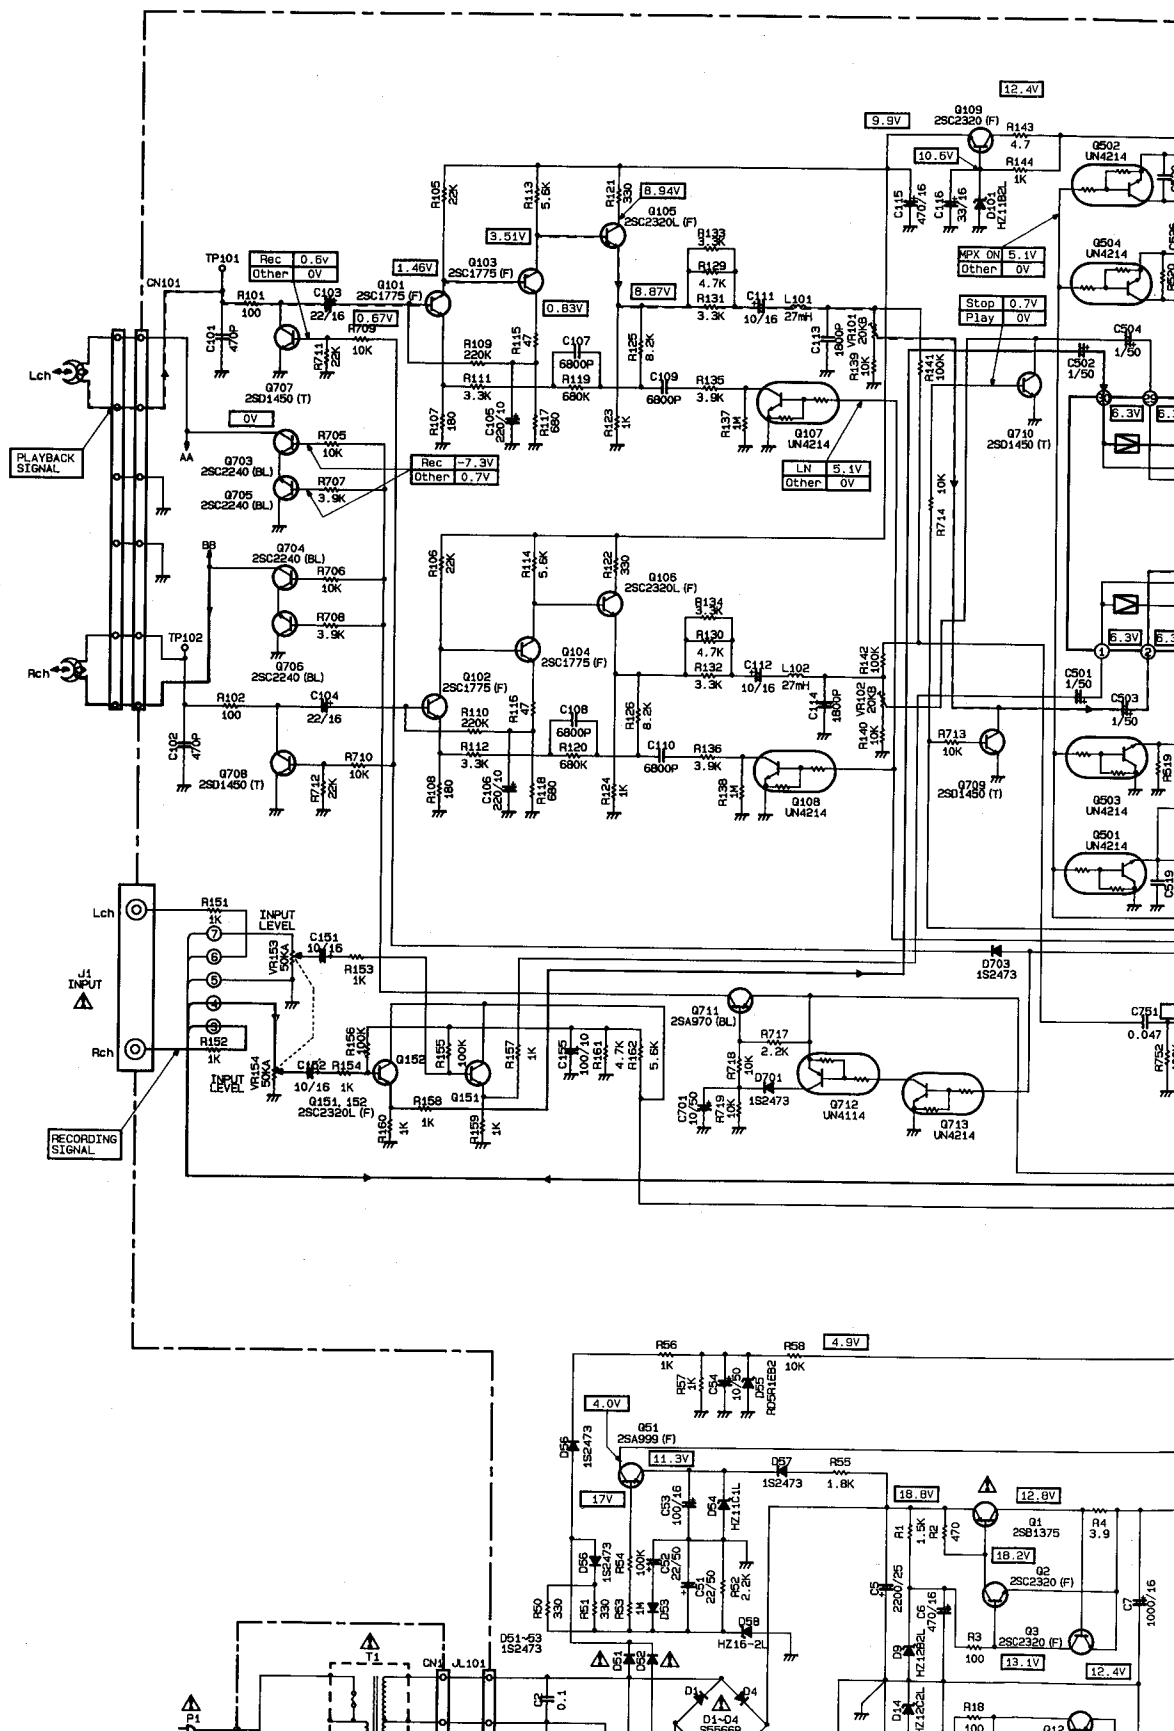 12.4V
9.9V
Q109
2SC2320 (F)
R143
4.7
10.6V
R144
1K
Q502
UN4214
R105
22K
R113
5.6K
R121
330
8.94V
Q105
2SC2320L (F)
C115
470/16
C116
33/16
D101
HZ11B2L
3.51V
R133
3.3K
Q504
UN4214
MPX ON 5.1V
Other 0V
TP101
Rec 0.6V
Other 0V
1.46V
Q103
2SC1775 (F)
CN101
R101
100
C103
22/16
Q101
2SC1775 (F)
0.67V
8.87V
R129
4.7K
R131
3.3K
C111
10/16
L101
27mH
Stop 0.7V
Play 0V
0.83V
C101
470P
R709
10K
R711
22K
R115
47
R109
220K
C107
6800P
R125
8.2K
C113
1800P
VR101
20KB
R139
10K
R141
100K
C504
1/50
C502
1/50
Lch
Q707
2SD1450 (T)
R111
3.3K
R119
680K
C109
6800P
R135
3.9K
Q710
2SD1450 (T)
30
29
6.3V
0V
R107
180
C105
220/10
R117
680
R123
1K
R137
1M
Q107
UN4214
PLAYBACK
SIGNAL
AA
R705
10K
Q703
2SC2240 (BL)
Q705
2SC2240 (BL)
R707
3.9K
Rec -7.3V
Other 0.7V
LN 5.1V
Other 0V
R714 10K
BB
Q704
2SC2240 (BL)
R706
10K
R106
22K
R114
5.6K
R122
330
Q106
2SC2320L (F)
R134
3.3K
R708
3.9K
R130
4.7K
R132
3.3K
TP102
Q706
2SC2240 (BL)
Q104
2SC1775 (F)
C112
10/16
L102
27mH
R142
100K
6.3V
1
2
Rch
Q102
2SC1775 (F)
R102
100
C104
22/16
R116
47
R110
220K
C108
6800P
R126
8.2K
C114
1800P
VR102
20KB
R140
10K
C501
1/50
C503
1/50
C102
470P
R710
10K
R712
22K
Q708
2SD1450 (T)
R112
3.3K
R120
680K
C110
6800P
R136
3.9K
R713
10K
Q709
2SD1450 (T)
R108
180
C106
220/10
R118
680
R124
1K
R138
1M
Q108
UN4214
Q503
UN4214
R519
Q501
UN4214
C519
Lch
R151
1K
INPUT
LEVEL
7
6
5
4
3
VR153
50KA
C151
10/16
R153
1K
J1
INPUT
D703
1S2473
Q711
2SA970 (BL)
R717
2.2K
C751
0.047
R752
Rch
R152
1K
INPUT
LEVEL
VR154
50KA
C152
10/16
R154
1K
R156
100K
Q152
R155
100K
Q151
R157
1K
C155
100/10
R161
4.7K
R162
5.6K
R718
10K
D701
1S2473
Q151, 152
2SC2320L (F)
R158
1K
R160
1K
R159
1K
C701
10/50
R719
10K
Q712
UN4114
Q713
UN4214
RECORDING
SIGNAL
R56
1K
R58
10K
4.9V
R57
1K
C54
10/50
D55
RD5R1EB2
4.0V
Q51
2SA999 (F)
D56
1S2473
11.3V
D57
1S2473
R55
1.8K
17V
C53
100/16
D54
HZ11C1L
18.8V
12.8V
R1
1.5K
R2
470
Q1
2SB1375
R4
3.9
D56
1S2473
R54
100K
C52
22/50
C51
22/50
R52
2.2K
18.2V
Q2
2SC2320 (F)
C5
2200/25
C6
470/16
C7
1000/16
R50
330
R51
330
R53
1M
D53
D58
HZ16-2L
Q3
2SC2320 (F)
R3
100
13.1V
12.4V
D51~53
1S2473
D51
D52
D9
HZ12B2L
T1
CN1
JL101
C2
0.1
D1
D4
D1~D4
S5566B
D14
HZ12C2L
R18
100
Q12
P1